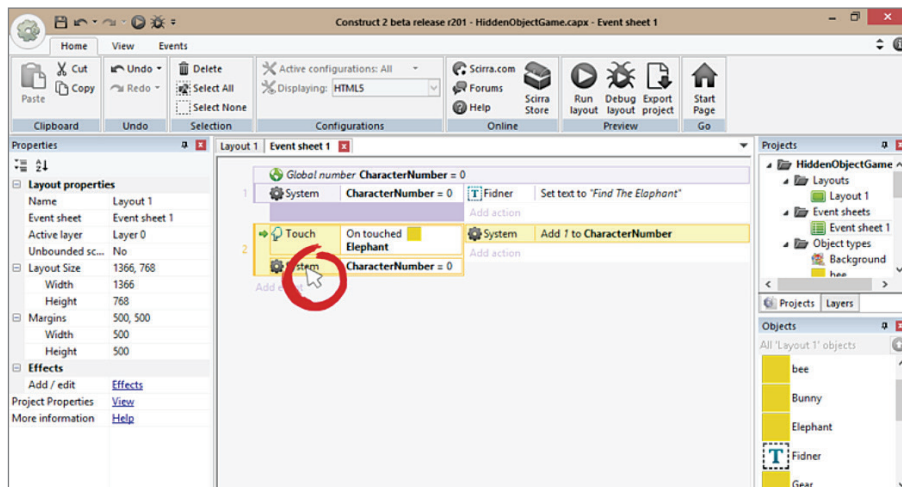 Construct 2 beta release r201 - HiddenObjectGame.capx - Event sheet 1
Home View Events
Paste
Cut
Copy
Clipboard
Undo
Redo
Undo
Delete
Select All
Select None
Selection
Active configurations: All
Displaying: HTML5
Configurations
Scirra.com
Forums
Help
Scirra Store
Online
Run layout
Debug layout
Export project
Preview
Start Page
Go
Properties
Layout properties
Name Layout 1
Event sheet Event sheet 1
Active layer Layer 0
Unbounded sc... No
Layout Size 1366, 768
Width 1366
Height 768
Margins 500, 500
Width 500
Height 500
Effects
Add / edit Effects
Project Properties View
More information Help
Layout 1 Event sheet 1
Global number CharacterNumber = 0
1 System CharacterNumber = 0 T Fidner Set text to "Find The Elaphant"
Add action
2 Touch On touched Elephant System Add 1 to CharacterNumber
Add action
System CharacterNumber = 0
Add event
Projects
HiddenObjectGame
Layouts
Layout 1
Event sheets
Event sheet 1
Object types
Background
bee
Projects Layers
Objects
All 'Layout 1' objects
bee
Bunny
Elephant
T Fidner
Gear